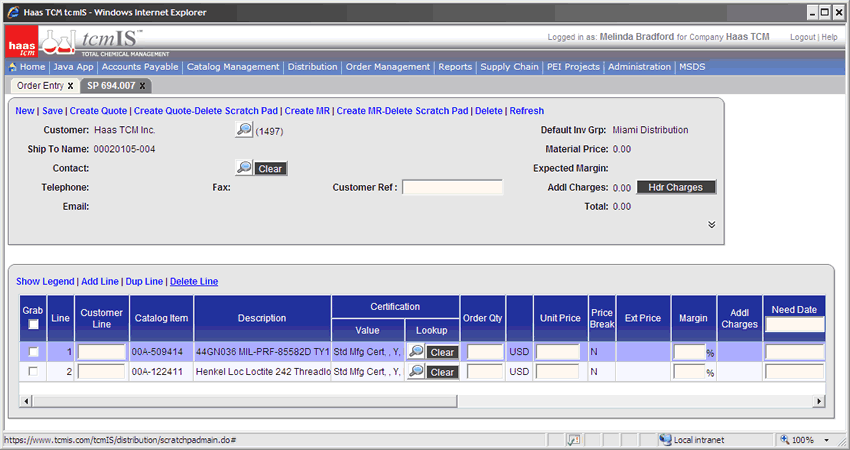 Haas TCM tcmIS - Windows Internet Explorer
haas tcm
tcmIS™
TOTAL CHEMICAL MANAGEMENT
Logged in as: Melinda Bradford for Company Haas TCM
Logout | Help
Home | Java App | Accounts Payable | Catalog Management | Distribution | Order Management | Reports | Supply Chain | PEI Projects | Administration | MSDS
Order Entry X SP 694.007 X
New | Save | Create Quote | Create Quote-Delete Scratch Pad | Create MR | Create MR-Delete Scratch Pad | Delete | Refresh
Customer: Haas TCM Inc. (1497) Default Inv Grp: Miami Distribution
Ship To Name: 00020105-004 Material Price: 0.00
Contact: Clear Expected Margin:
Telephone: Fax: Customer Ref : Addl Charges: 0.00 Hdr Charges
Email: Total: 0.00
Show Legend | Add Line | Dup Line | Delete Line
Grab Line Customer Line Catalog Item Description Certification Value Lookup Order Qty Unit Price Price Break Ext Price Margin Addl Charges Need Date
1 00A-509414 44GN036 MIL-PRF-85582D TY1 Std Mfg Cert, , Y, Clear USD N %
2 00A-122411 Henkel Loc Loctite 242 Threadlo Std Mfg Cert, , Y, Clear USD N %
https://www.tcmis.com/tcmIS/distribution/scratchpadmain.do# Local intranet 100%